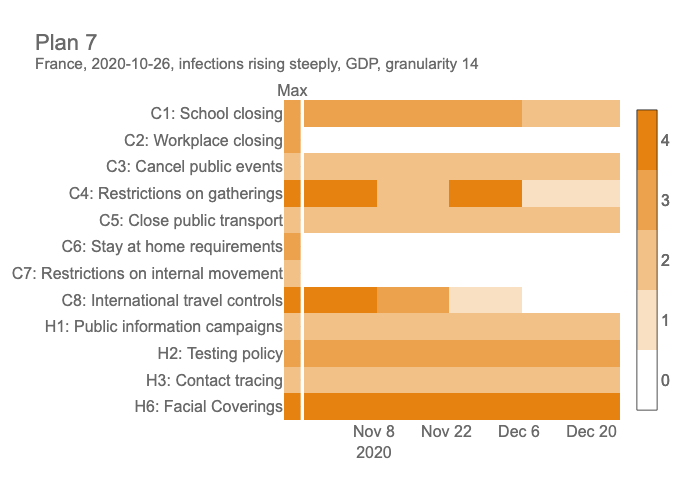 Plan 7
France, 2020-10-26, infections rising steeply, GDP, granularity 14
Max
C1: School closing
C2: Workplace closing
C3: Cancel public events
C4: Restrictions on gatherings
C5: Close public transport
C6: Stay at home requirements
C7: Restrictions on internal movement
C8: International travel controls
H1: Public information campaigns
H2: Testing policy
H3: Contact tracing
H6: Facial Coverings
Nov 8 Nov 22 Dec 6 Dec 20
2020
4
3
2
1
0